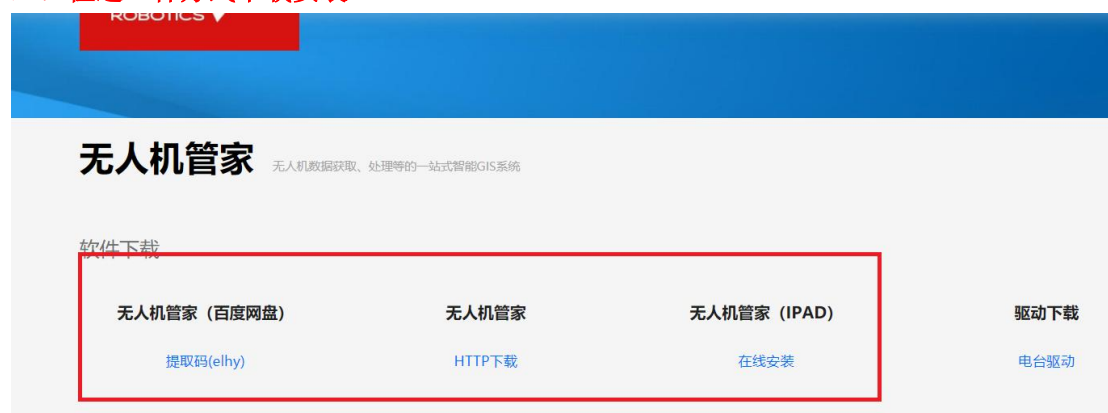 ROBOTICS
无人机管家 无人机数据获取、处理等的一站式智能GIS系统
软件下载
无人机管家（百度网盘） 无人机管家 无人机管家（IPAD） 驱动下载
提取码(elhy) HTTP下载 在线安装 电台驱动